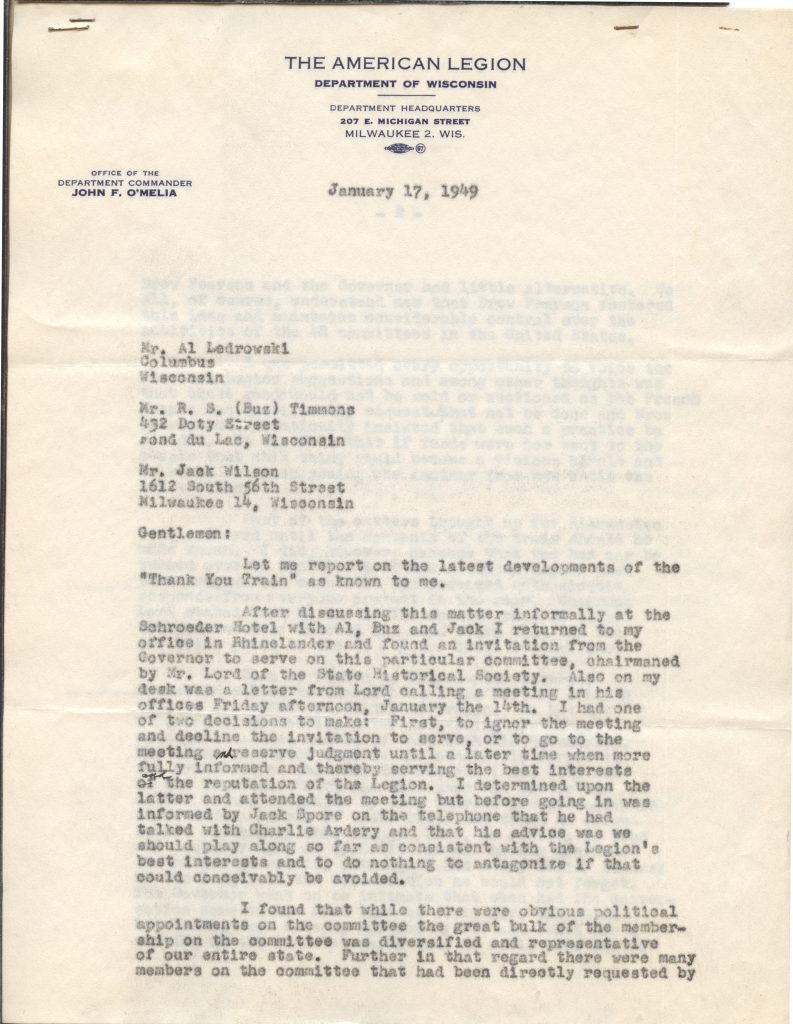 THE AMERICAN LEGION
DEPARTMENT OF WISCONSIN
DEPARTMENT HEADQUARTERS
207 E. MICHIGAN STREET
MILWAUKEE 2, WIS.
OFFICE OF THE
DEPARTMENT COMMANDER
JOHN F. O'MELIA
January 17, 1949
- 2 -
Drew Pearson and the Governor had little alternative.
Mr. Al Ledrowski
Columbus
Wisconsin
Mr. R. S. (Buz) Timmons
432 Doty Street
Fond du Lac, Wisconsin
Mr. Jack Wilson
1612 South 56th Street
Milwaukee 14, Wisconsin
Gentlemen:
Let me report on the latest developments of the
"Thank You Train" as known to me.
After discussing this matter informally at the
Schroeder Hotel with Al, Buz and Jack I returned to my
office in Rhinelander and found an invitation from the
Governor to serve on this particular committee, chairmaned
by Mr. Lord of the State Historical Society. Also on my
desk was a letter from Lord calling a meeting in his
offices Friday afternoon, January the 14th. I had one
of two decisions to make: First, to ignor the meeting
and decline the invitation to serve, or to go to the
meeting and reserve judgment until a later time when more
fully informed and thereby serving the best interests
of the reputation of the Legion. I determined upon the
latter and attended the meeting but before going in was
informed by Jack Spore on the telephone that he had
talked with Charlie Ardery and that his advice was we
should play along so far as consistent with the Legion's
best interests and to do nothing to antagonize if that
could conceivably be avoided.
I found that while there were obvious political
appointments on the committee the great bulk of the member-
ship on the committee was diversified and representative
of our entire state. Further in that regard there were many
members on the committee that had been directly requested by